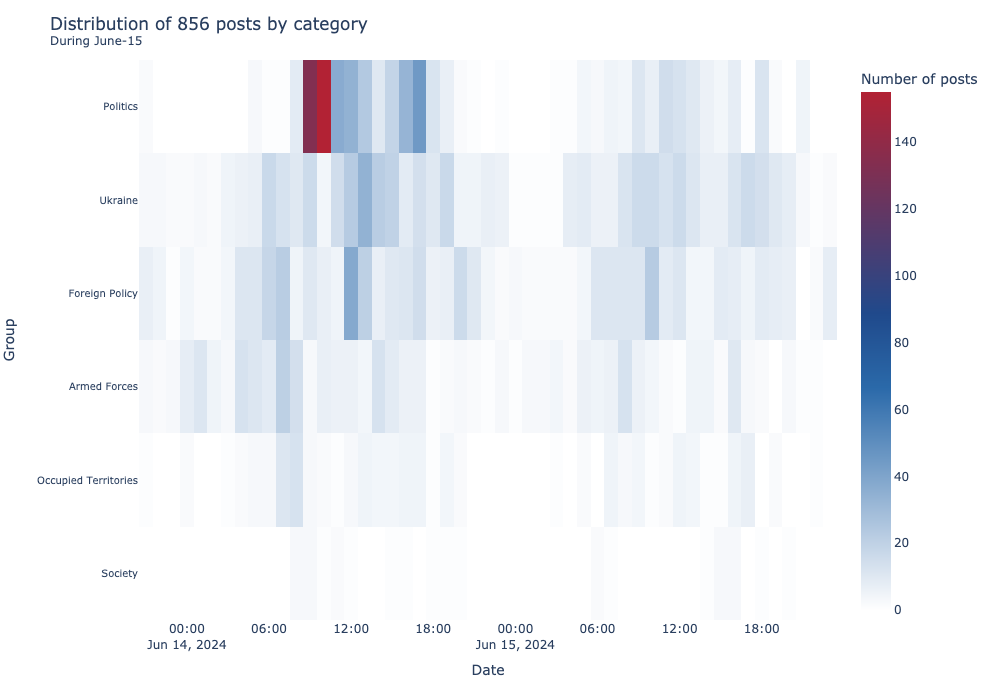 Distribution of 856 posts by category
During June-15
Number of posts
Politics
Ukraine
Foreign Policy
Armed Forces
Occupied Territories
Society
Group
140
120
100
80
60
40
20
0
00:00 06:00 12:00 18:00 00:00 06:00 12:00 18:00
Jun 14, 2024 Jun 15, 2024
Date